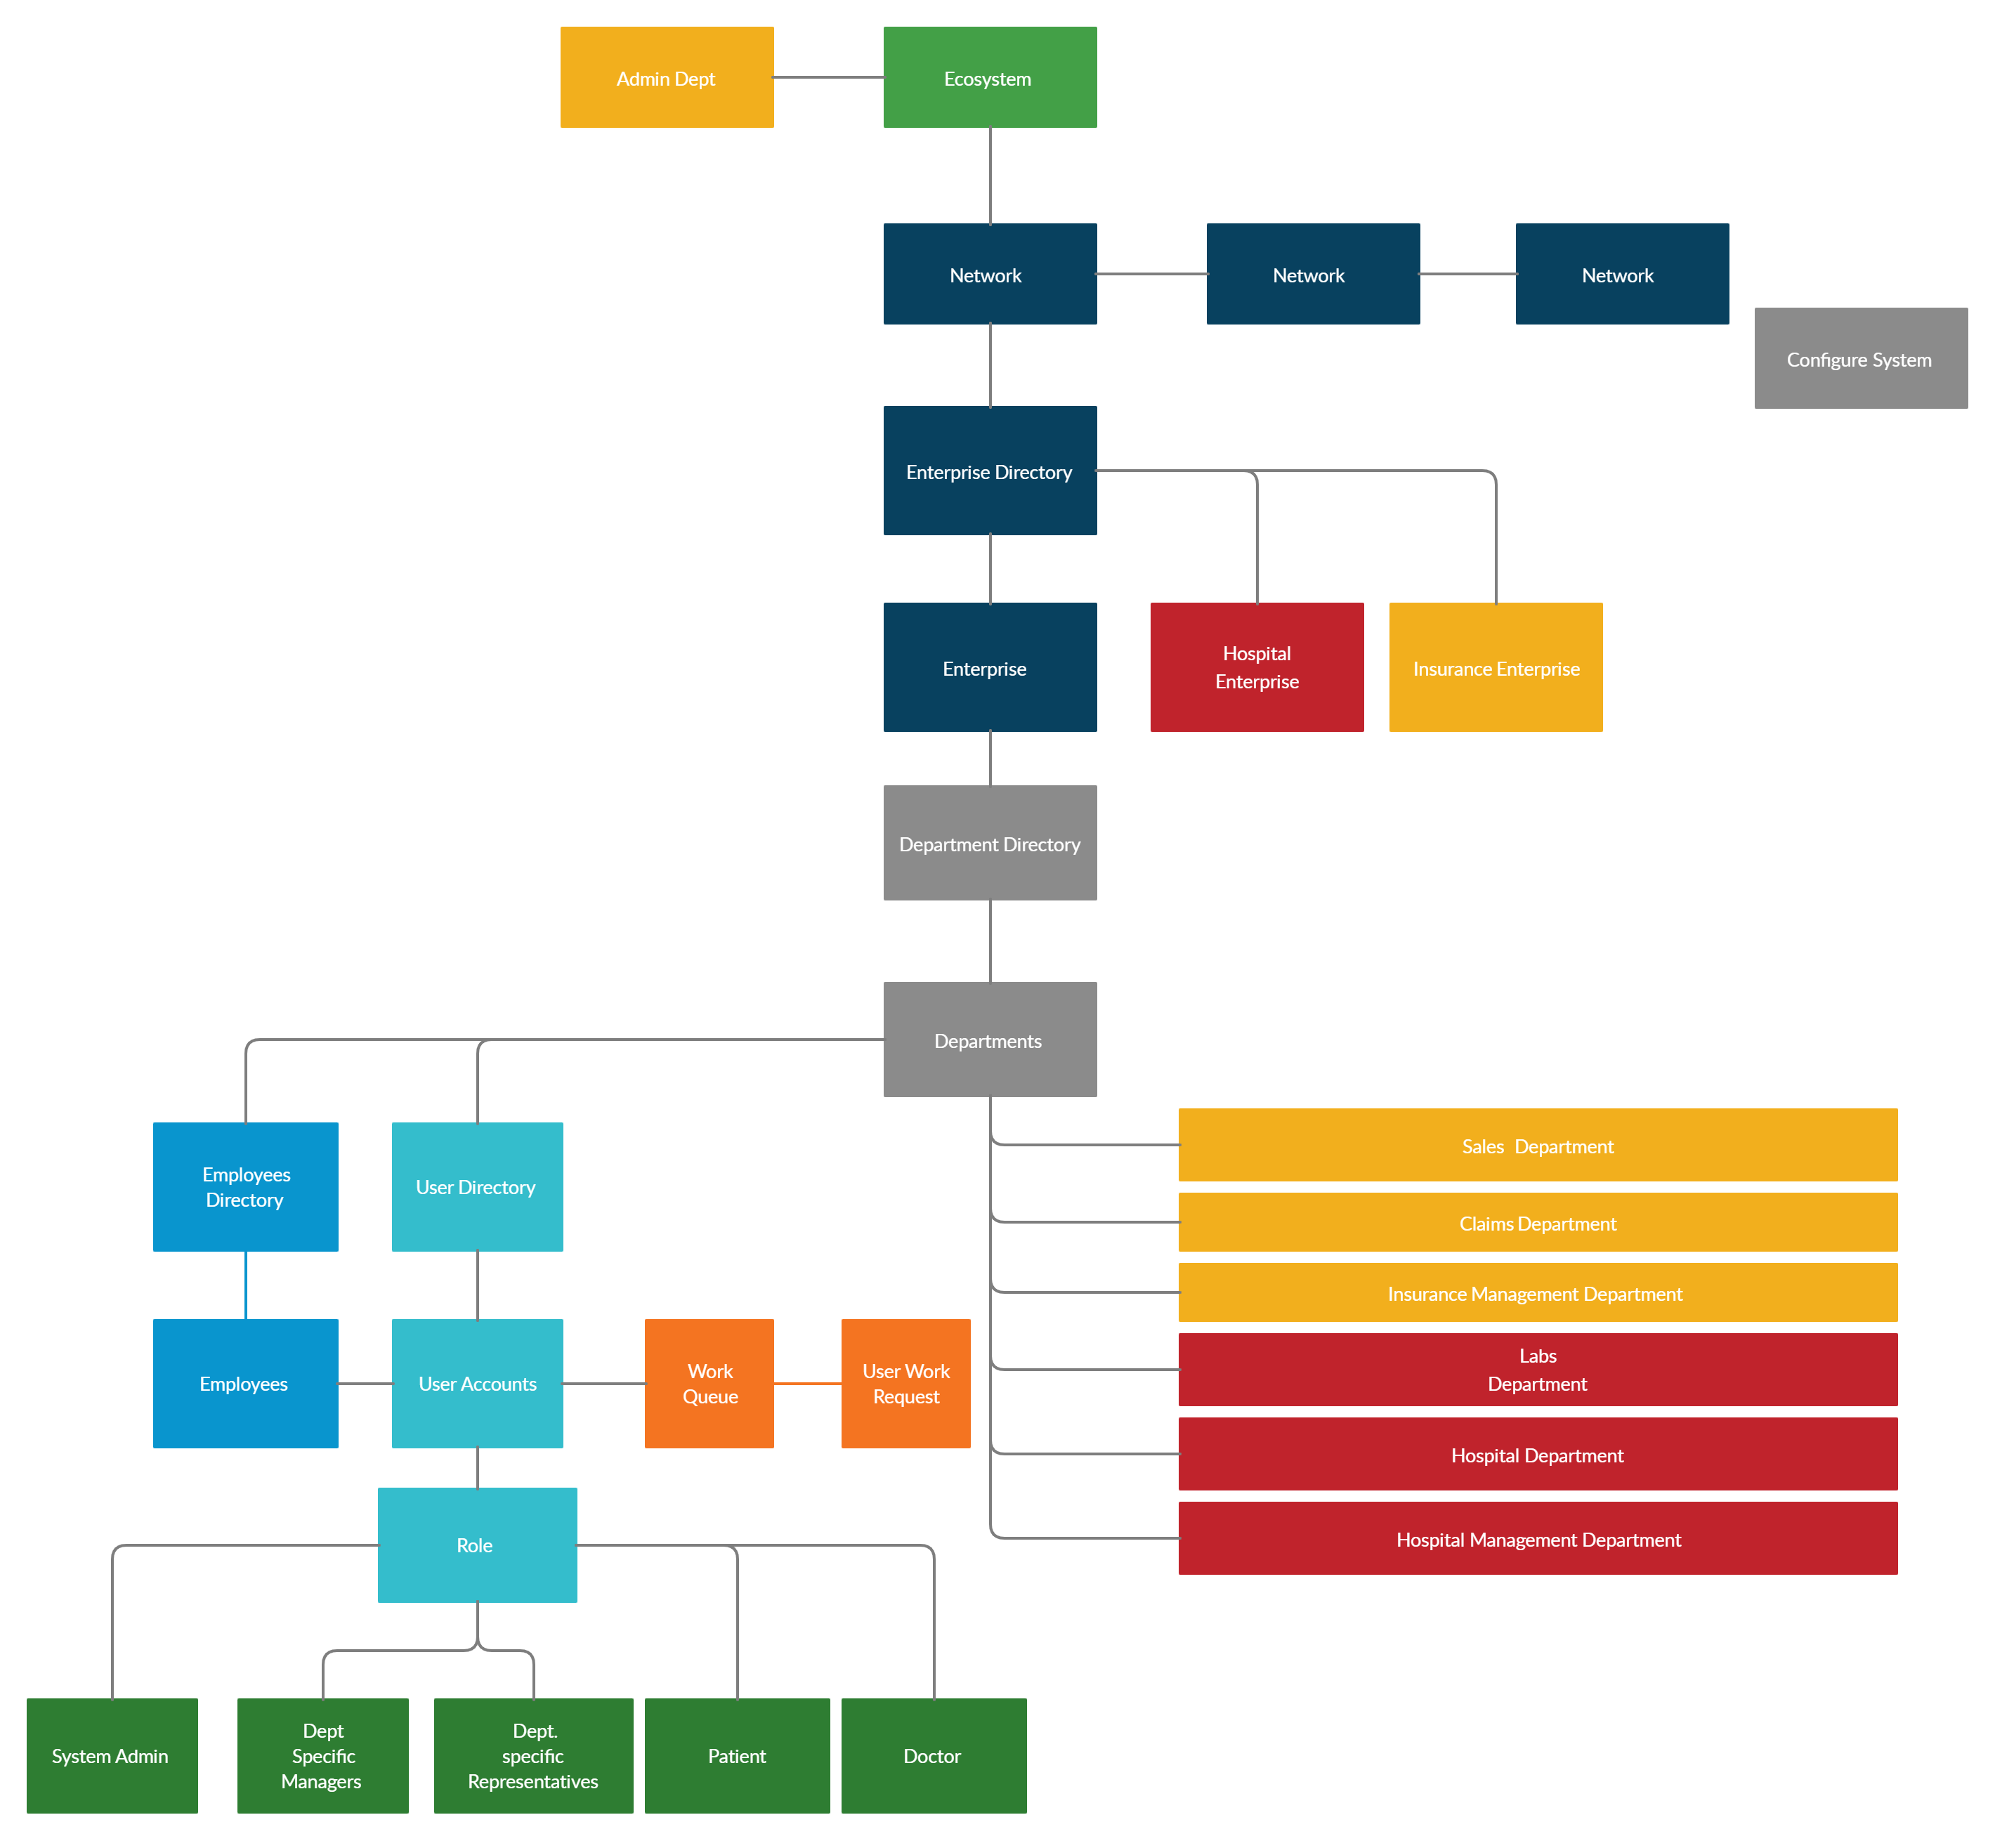 Admin Dept
Ecosystem
Network
Network
Network
Configure System
Enterprise Directory
Enterprise
Hospital
Enterprise
Insurance Enterprise
Department Directory
Departments
Employees
Directory
User Directory
Sales  Department
Claims Department
Insurance Management Department
Labs
Department
Employees
User Accounts
Work
Queue
User Work
Request
Hospital Department
Hospital Management Department
Role
System Admin
Dept
Specific
Managers
Dept.
specific
Representatives
Patient
Doctor